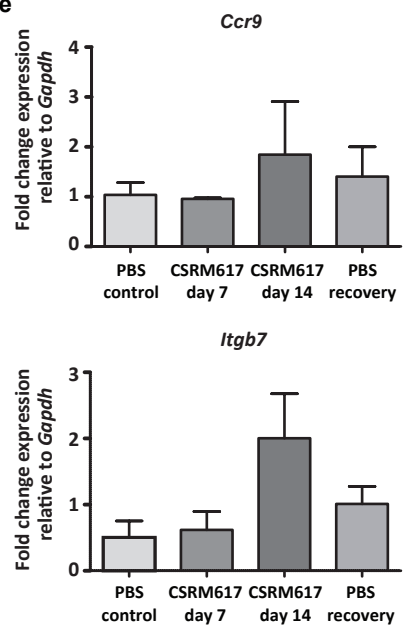 e
Ccr9
Fold change expression
relative to Gapdh
4
3
2
1
0
PBS CSRM617 CSRM617 PBS
control day 7 day 14 recovery
Itgb7
Fold change expression
relative to Gapdh
3
2
1
0
PBS CSRM617 CSRM617 PBS
control day 7 day 14 recovery